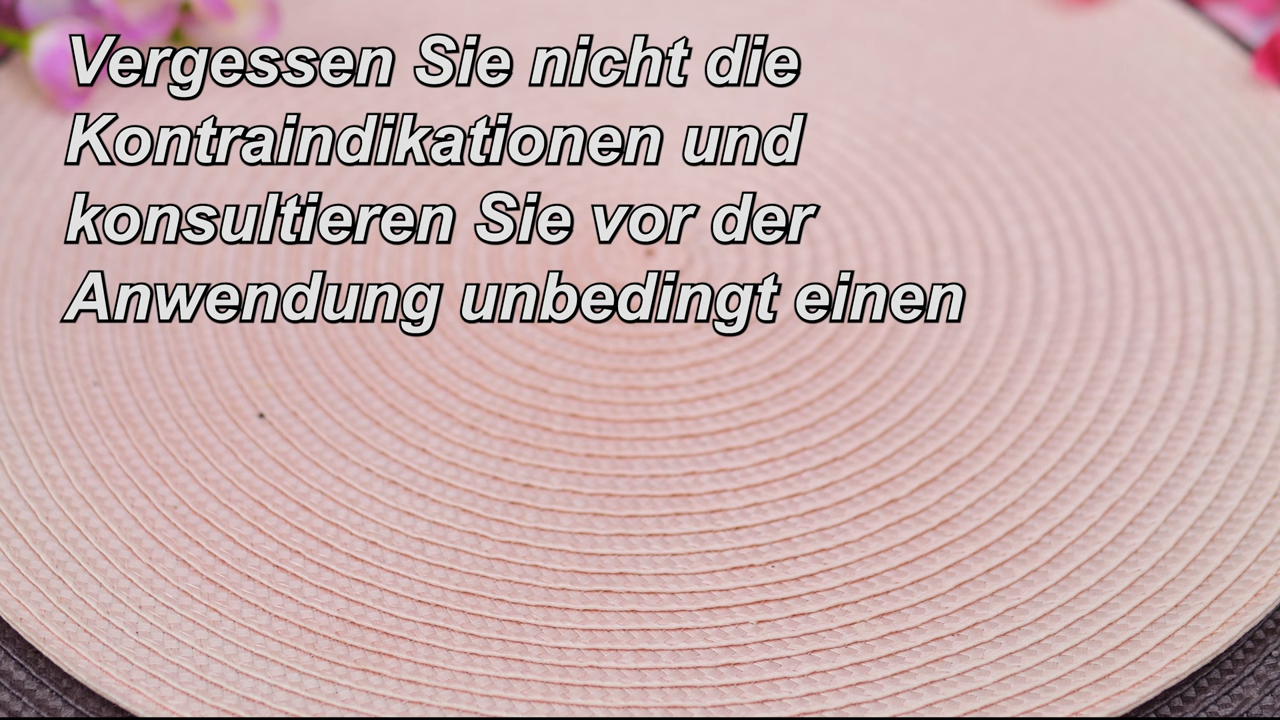 Vergessen Sie nicht die
Kontraindikationen und
konsultieren Sie vor der
Anwendung unbedingt einen